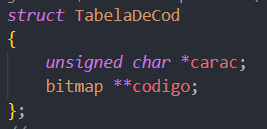 struct TabelaDeCod
{
    unsigned char *carac;
    bitmap **codigo;
};